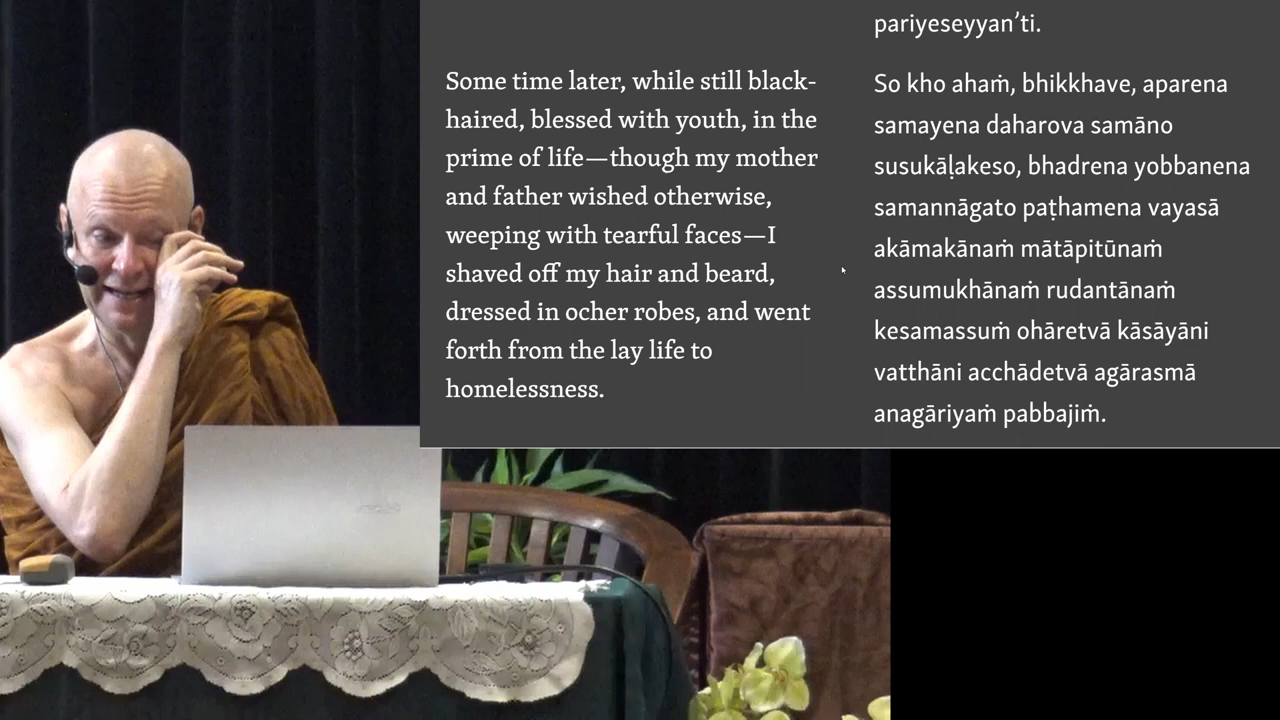 Some time later, while still black-
haired, blessed with youth, in the
prime of life—though my mother
and father wished otherwise,
weeping with tearful faces—I
shaved off my hair and beard,
dressed in ocher robes, and went
forth from the lay life to
homelessness.
pariyeseyyan’ti.
So kho ahaṁ, bhikkhave, aparena
samayena daharova samāno
susukāḷakeso, bhadrena yobbanena
samannāgato paṭhamena vayasā
akāmakānaṁ mātāpitūnaṁ
assumukhānaṁ rudantānaṁ
kesamassuṁ ohāretvā kāsāyāni
vatthāni acchādetvā agārasmā
anagāriyaṁ pabbajiṁ.